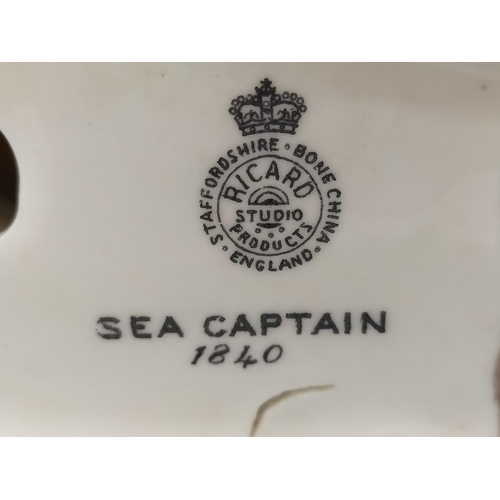 STAFFORDSHIRE · BONE CHINA
· ENGLAND ·
RICARD
STUDIO
PRODUCTS
SEA CAPTAIN
1840